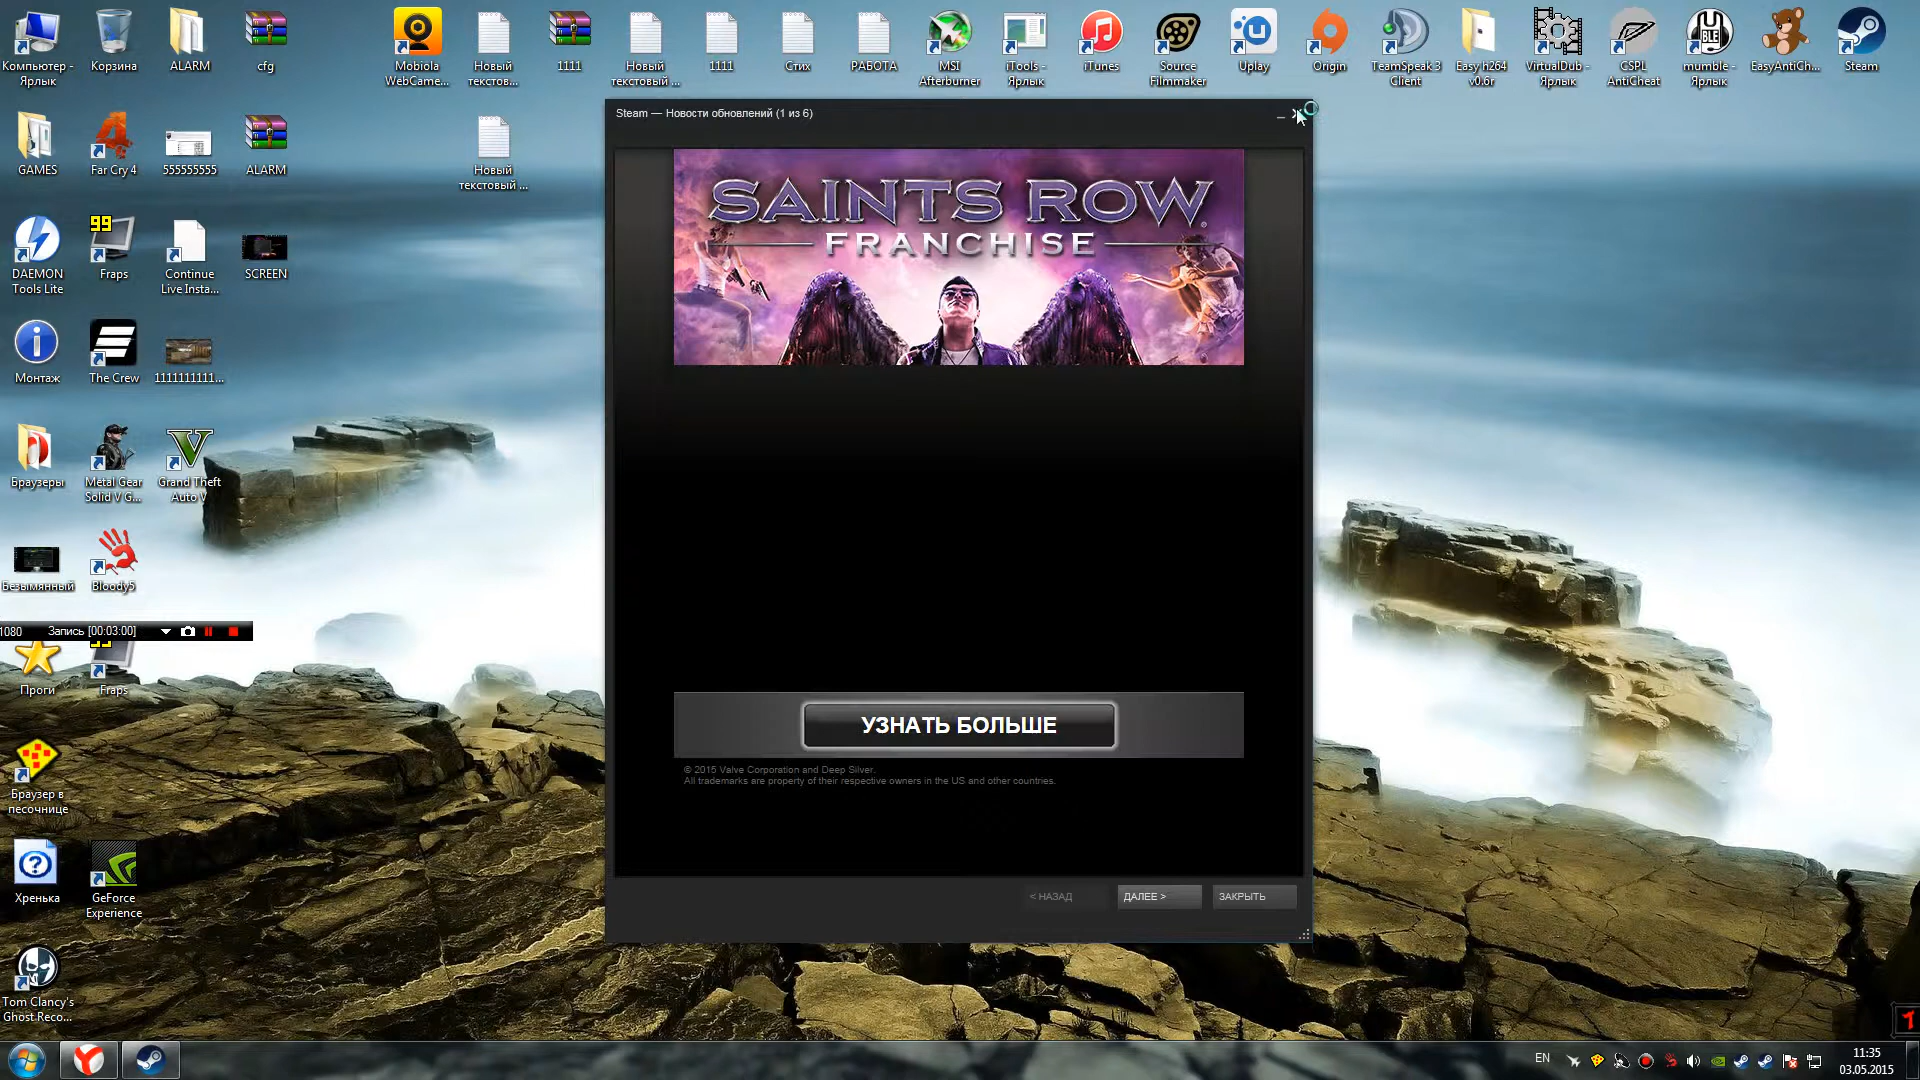 Компьютер -
Ярлык
Корзина
ALARM
cfg
Mobiola
WebCame...
Новый
текстов...
1111
Новый
текстовый ...
1111
Стих
РАБОТА
MSI
Afterburner
iTools -
Ярлык
iTunes
Source
Filmmaker
Uplay
Origin
TeamSpeak 3
Client
Easy h264
v0.6r
VirtualDub -
Ярлык
CSPL
AntiCheat
BLE
mumble -
Ярлык
EasyAntiCh...
Steam
GAMES
Far Cry 4
555555555
ALARM
Новый
текстовый ...
99
DAEMON
Tools Lite
Fraps
Continue
Live Insta...
SCREEN
Монтаж
The Crew
1111111111...
Браузеры
Metal Gear
Solid V G...
Grand Theft
Auto V
Безымянный
Bloody5
1080 Запись [00:03:00]
Проги
Fraps
Браузер в
песочнице
Хренька
GeForce
Experience
Tom Clancy's
Ghost Reco...
Steam — Новости обновлений (1 из 6)
SAINTS ROW
FRANCHISE
УЗНАТЬ БОЛЬШЕ
© 2015 Valve Corporation and Deep Silver.
All trademarks are property of their respective owners in the US and other countries.
< НАЗАД ДАЛЕЕ > ЗАКРЫТЬ
EN
11:35
03.05.2015